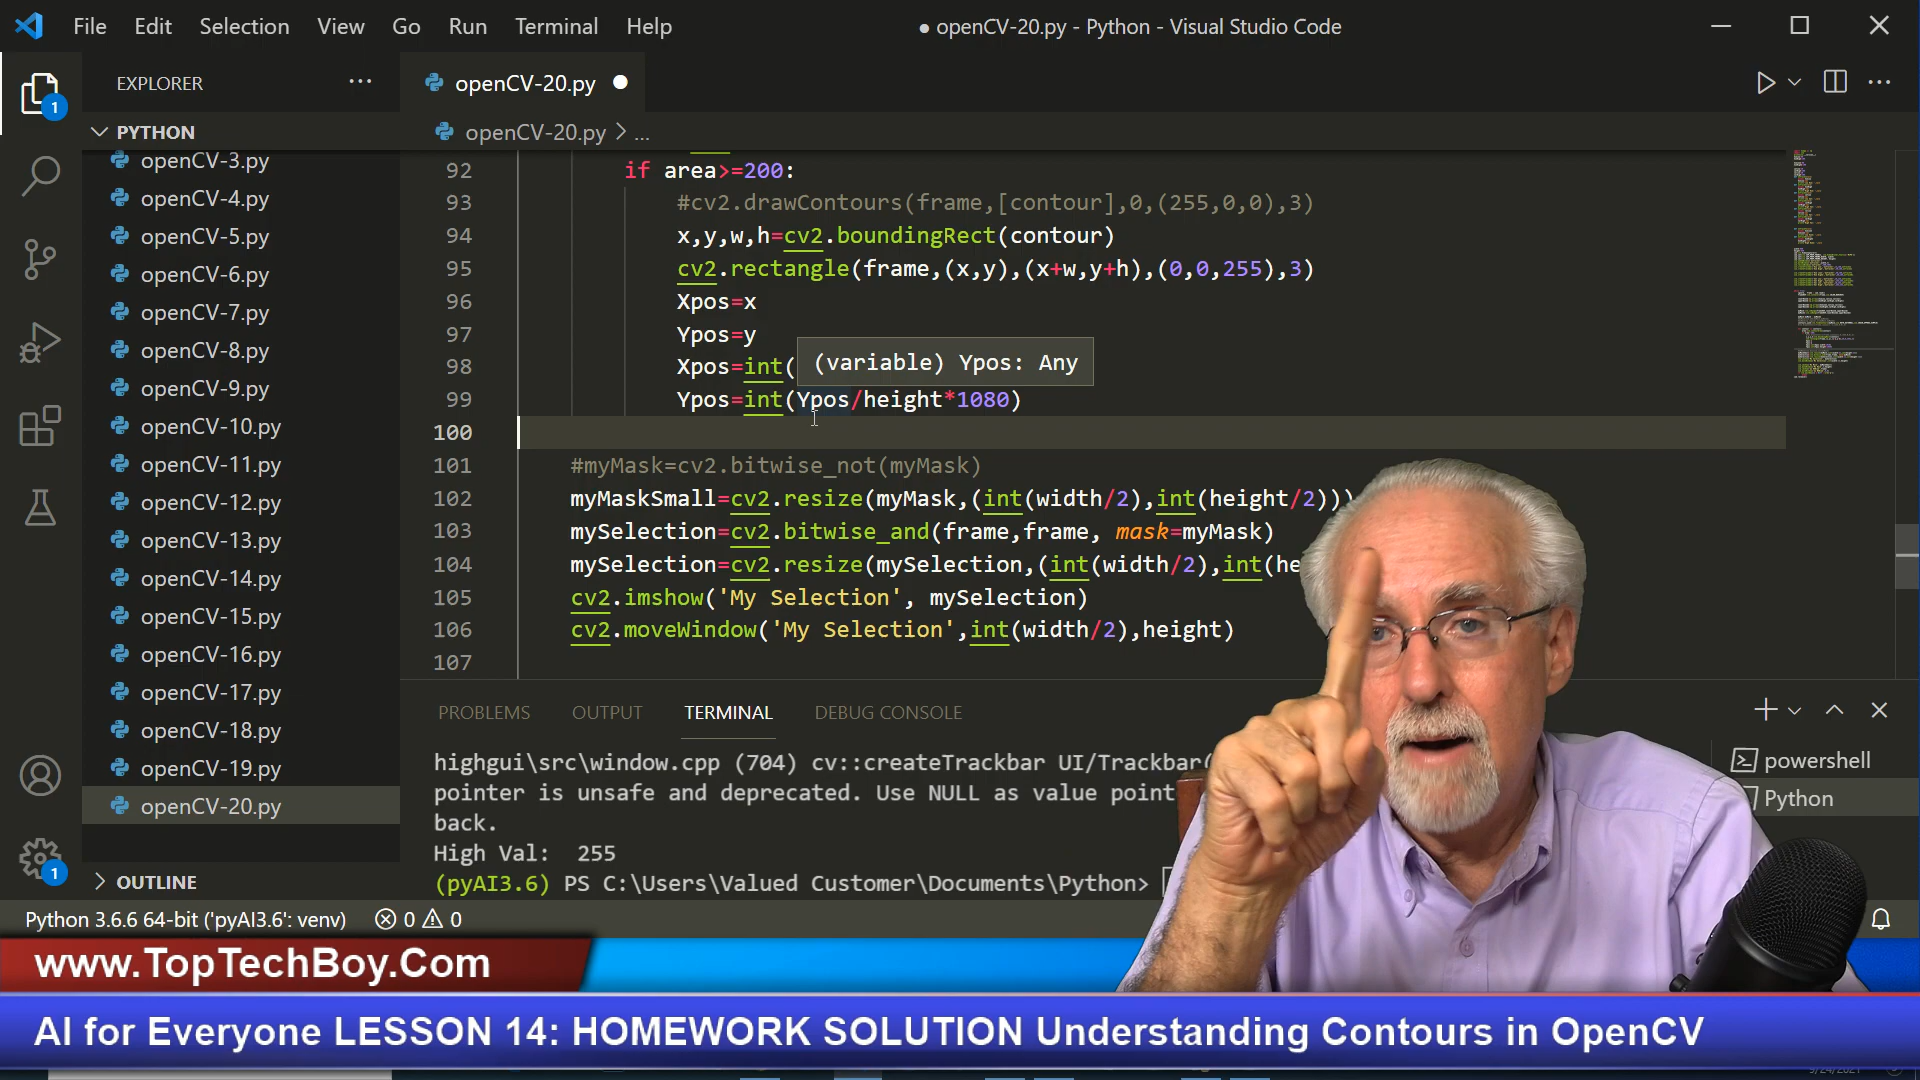 File Edit Selection View Go Run Terminal Help
● openCV-20.py - Python - Visual Studio Code
EXPLORER
1
openCV-20.py
PYTHON
openCV-20.py > ...
openCV-3.py
openCV-4.py
openCV-5.py
openCV-6.py
openCV-7.py
openCV-8.py
openCV-9.py
openCV-10.py
openCV-11.py
openCV-12.py
openCV-13.py
openCV-14.py
openCV-15.py
openCV-16.py
openCV-17.py
openCV-18.py
openCV-19.py
openCV-20.py
OUTLINE
1
92 if area>=200:
93 #cv2.drawContours(frame,[contour],0,(255,0,0),3)
94 x,y,w,h=cv2.boundingRect(contour)
95 cv2.rectangle(frame,(x,y),(x+w,y+h),(0,0,255),3)
96 Xpos=x
97 Ypos=y
98 Xpos=int(
(variable) Ypos: Any
99 Ypos=int(Ypos/height*1080)
100
101 #myMask=cv2.bitwise_not(myMask)
102 myMaskSmall=cv2.resize(myMask,(int(width/2),int(height/2)))
103 mySelection=cv2.bitwise_and(frame,frame, mask=myMask)
104 mySelection=cv2.resize(mySelection,(int(width/2),int(he
105 cv2.imshow('My Selection', mySelection)
106 cv2.moveWindow('My Selection',int(width/2),height)
107
PROBLEMS OUTPUT TERMINAL DEBUG CONSOLE
highgui\src\window.cpp (704) cv::createTrackbar UI/Trackbar(
pointer is unsafe and deprecated. Use NULL as value point
back.
High Val: 255
(pyAI3.6) PS C:\Users\Valued Customer\Documents\Python>
powershell
Python
Python 3.6.6 64-bit ('pyAI3.6': venv) 0 0
www.TopTechBoy.Com
AI for Everyone LESSON 14: HOMEWORK SOLUTION Understanding Contours in OpenCV